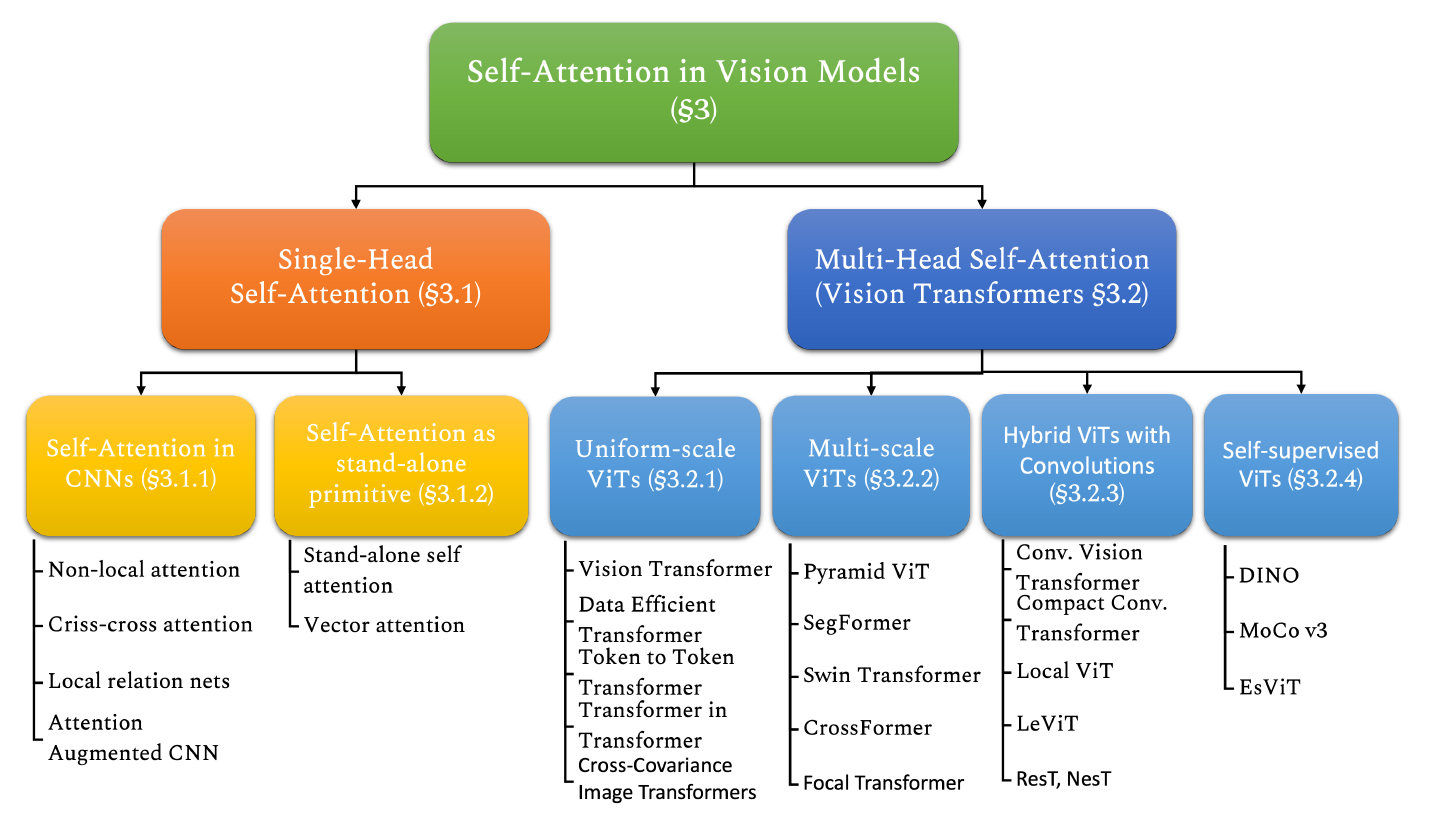 Self-Attention in Vision Models
(§3)
Single-Head
Self-Attention (§3.1)
Multi-Head Self-Attention
(Vision Transformers §3.2)
Self-Attention in
CNNs (§3.1.1)
Self-Attention as
stand-alone
primitive (§3.1.2)
Uniform-scale
ViTs (§3.2.1)
Multi-scale
ViTs (§3.2.2)
Hybrid ViTs with
Convolutions
(§3.2.3)
Self-supervised
ViTs (§3.2.4)
Non-local attention
Criss-cross attention
Local relation nets
Attention
Augmented CNN
Stand-alone self
attention
Vector attention
Vision Transformer
Data Efficient
Transformer
Token to Token
Transformer
Transformer in
Transformer
Cross-Covariance
Image Transformers
Pyramid ViT
SegFormer
Swin Transformer
CrossFormer
Focal Transformer
Conv. Vision
Transformer
Compact Conv.
Transformer
Local ViT
LeViT
ResT, NesT
DINO
MoCo v3
EsViT